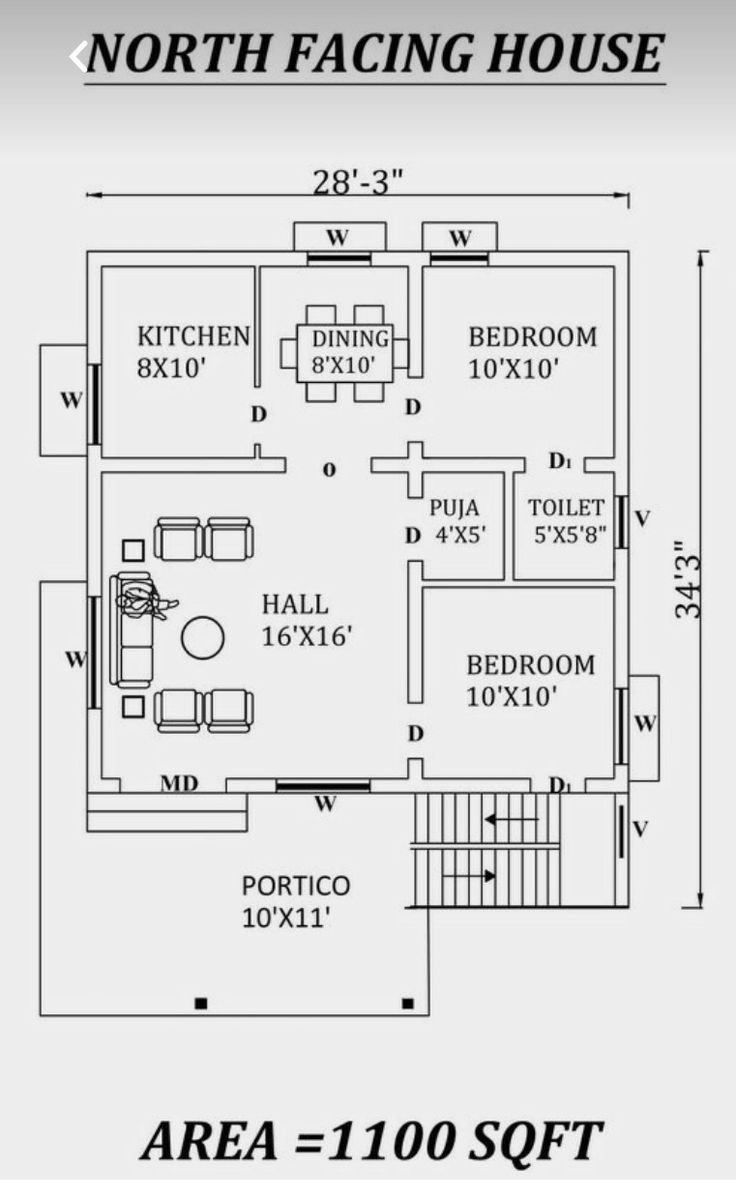 NORTH FACING HOUSE
28'-3"
W
W
KITCHEN
8X10'
DINING
8'X10'
BEDROOM
10'X10'
W
D
D
O
D1
PUJA
4'X5'
TOILET
5'X5'8"
V
D
34'3"
HALL
16'X16'
W
BEDROOM
10'X10'
W
D
MD
W
D1
V
PORTICO
10'X11'
AREA =1100 SQFT